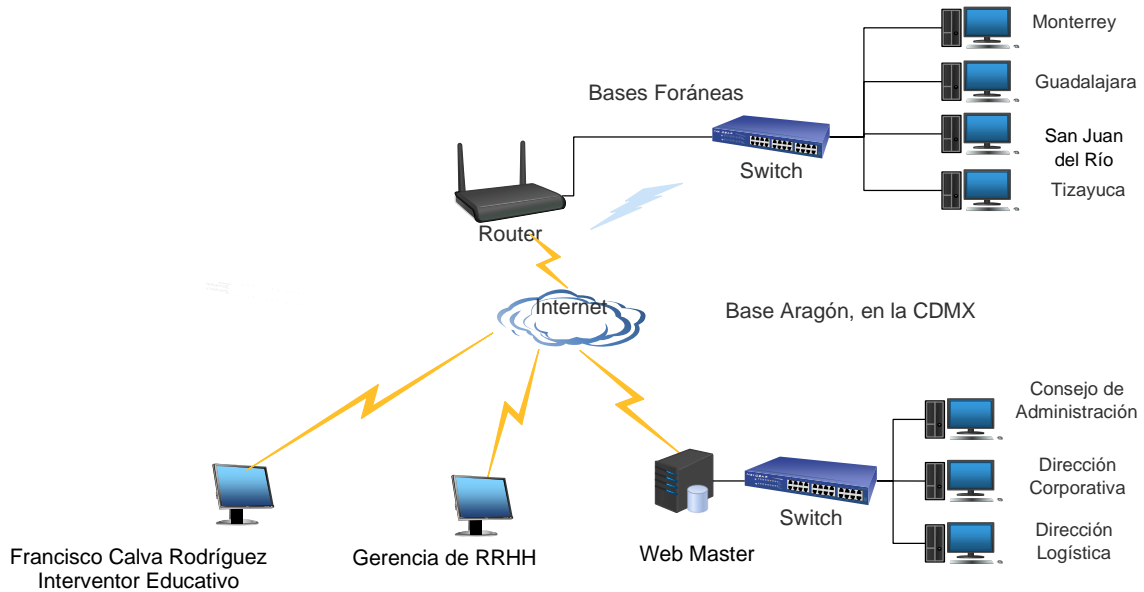 Monterrey
Bases Foráneas
Guadalajara
San Juan
del Río
Switch
Tizayuca
Router
Internet
Base Aragón, en la CDMX
Consejo de
Administración
Dirección
Corporativa
Switch
Dirección
Logística
Francisco Calva Rodríguez
Interventor Educativo
Gerencia de RRHH
Web Master